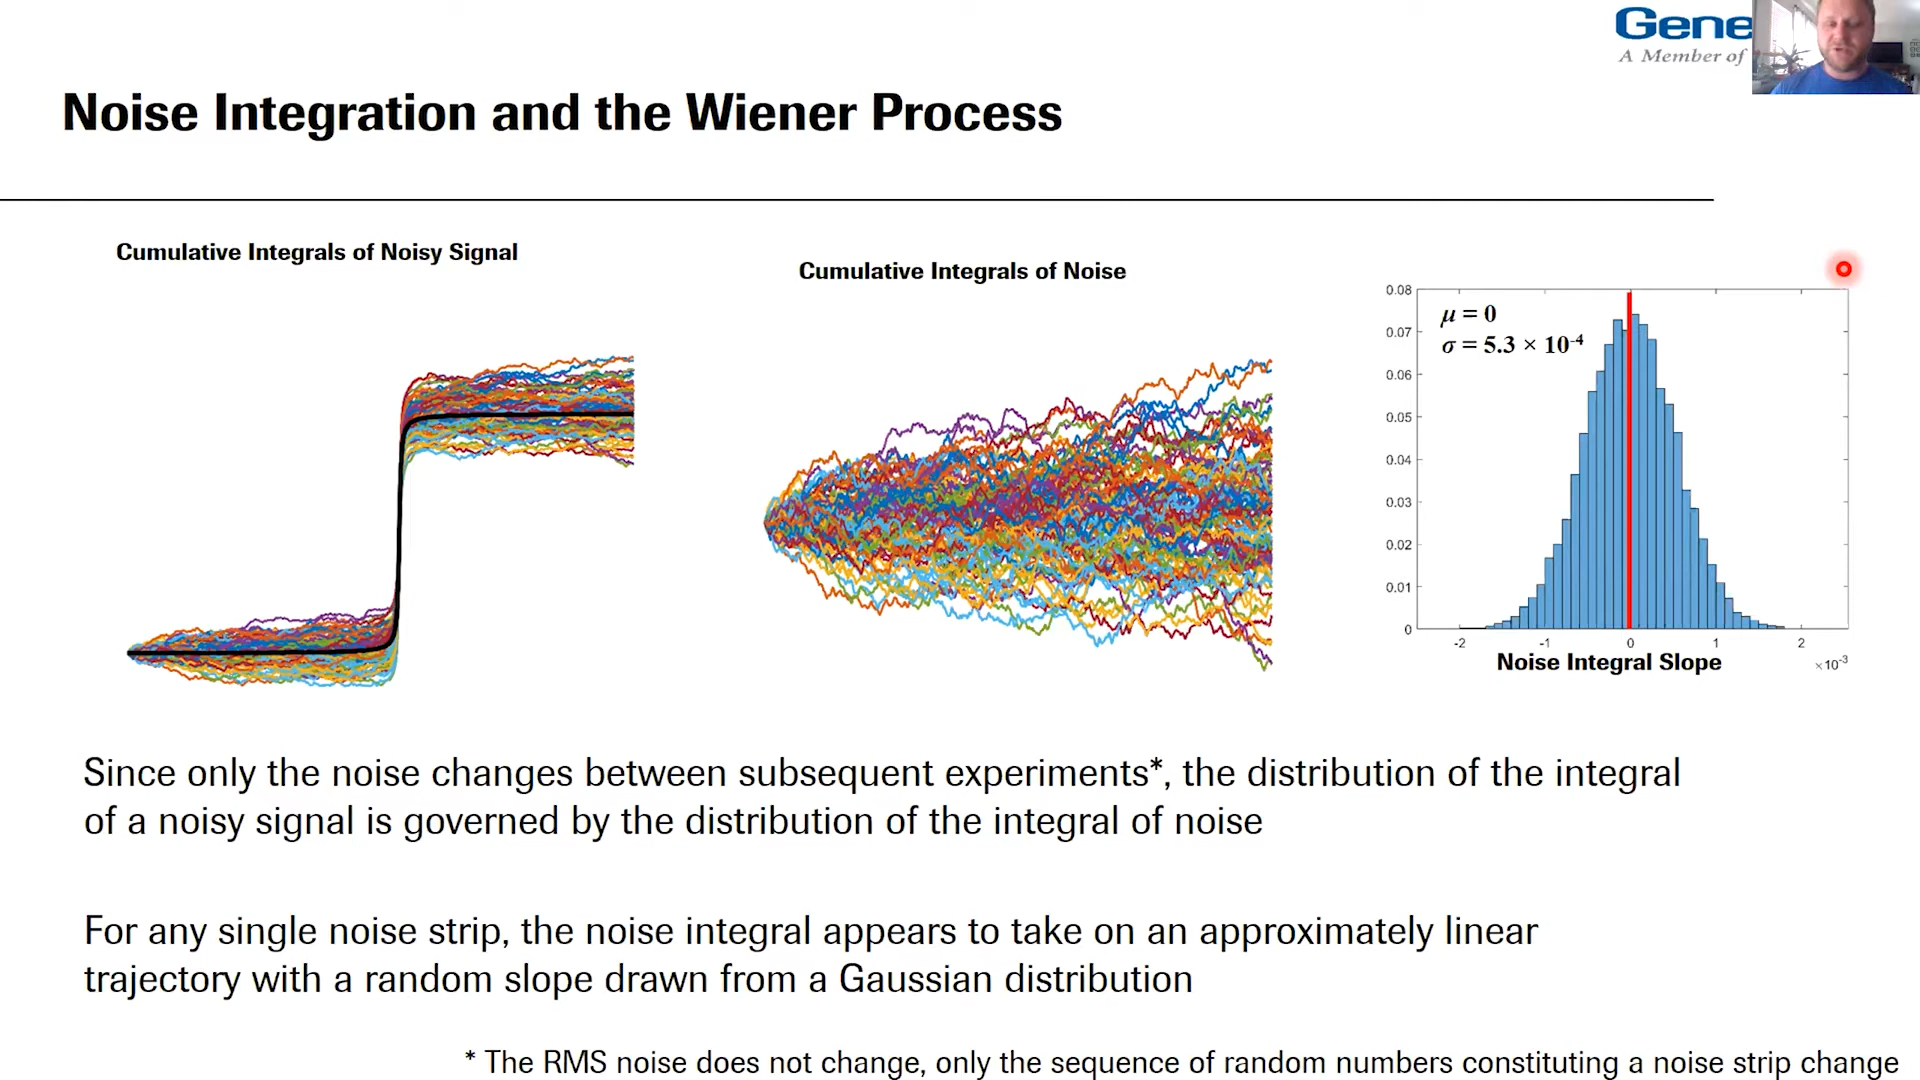 Gene
A Member of
Noise Integration and the Wiener Process
Cumulative Integrals of Noisy Signal
Cumulative Integrals of Noise
μ = 0
σ = 5.3 × 10-4
0.08
0.07
0.06
0.05
0.04
0.03
0.02
0.01
0
-2
-1
0
1
2
×10-3
Noise Integral Slope
Since only the noise changes between subsequent experiments*, the distribution of the integral
of a noisy signal is governed by the distribution of the integral of noise
For any single noise strip, the noise integral appears to take on an approximately linear
trajectory with a random slope drawn from a Gaussian distribution
* The RMS noise does not change, only the sequence of random numbers constituting a noise strip change